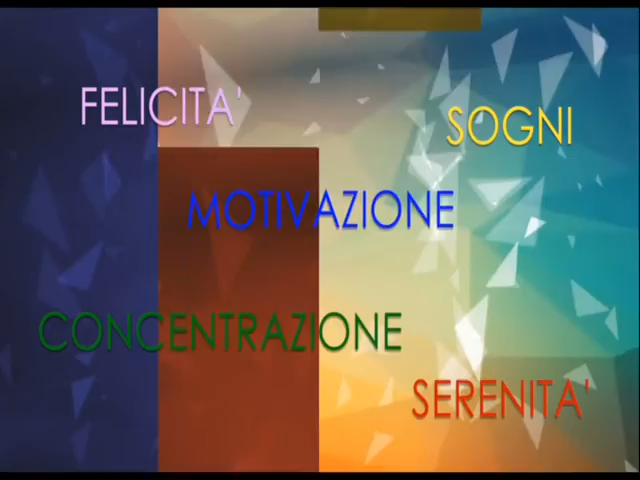 FELICITA'
SOGNI
MOTIVAZIONE
CONCENTRAZIONE
SERENITA'